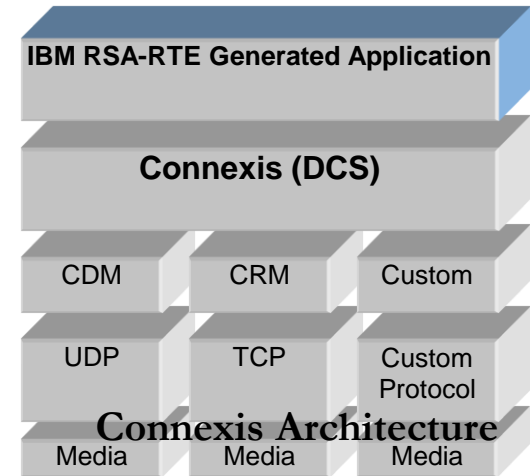 IBM RSA-RTE Generated Application
Connexis (DCS)
CDM CRM Custom
UDP TCP Custom Protocol
Connexis Architecture
Media Media Media